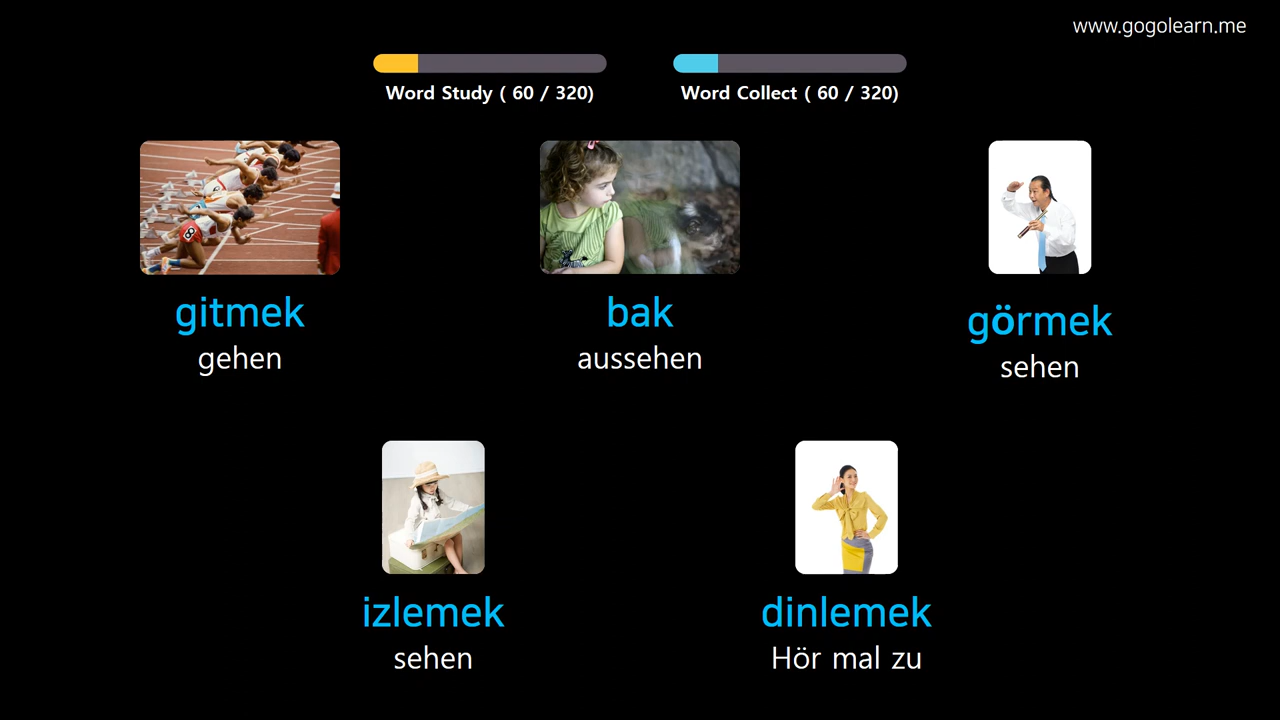 www.gogolearn.me
Word Study ( 60 / 320)
Word Collect ( 60 / 320)
gitmek
gehen
bak
aussehen
görmek
sehen
izlemek
sehen
dinlemek
Hör mal zu